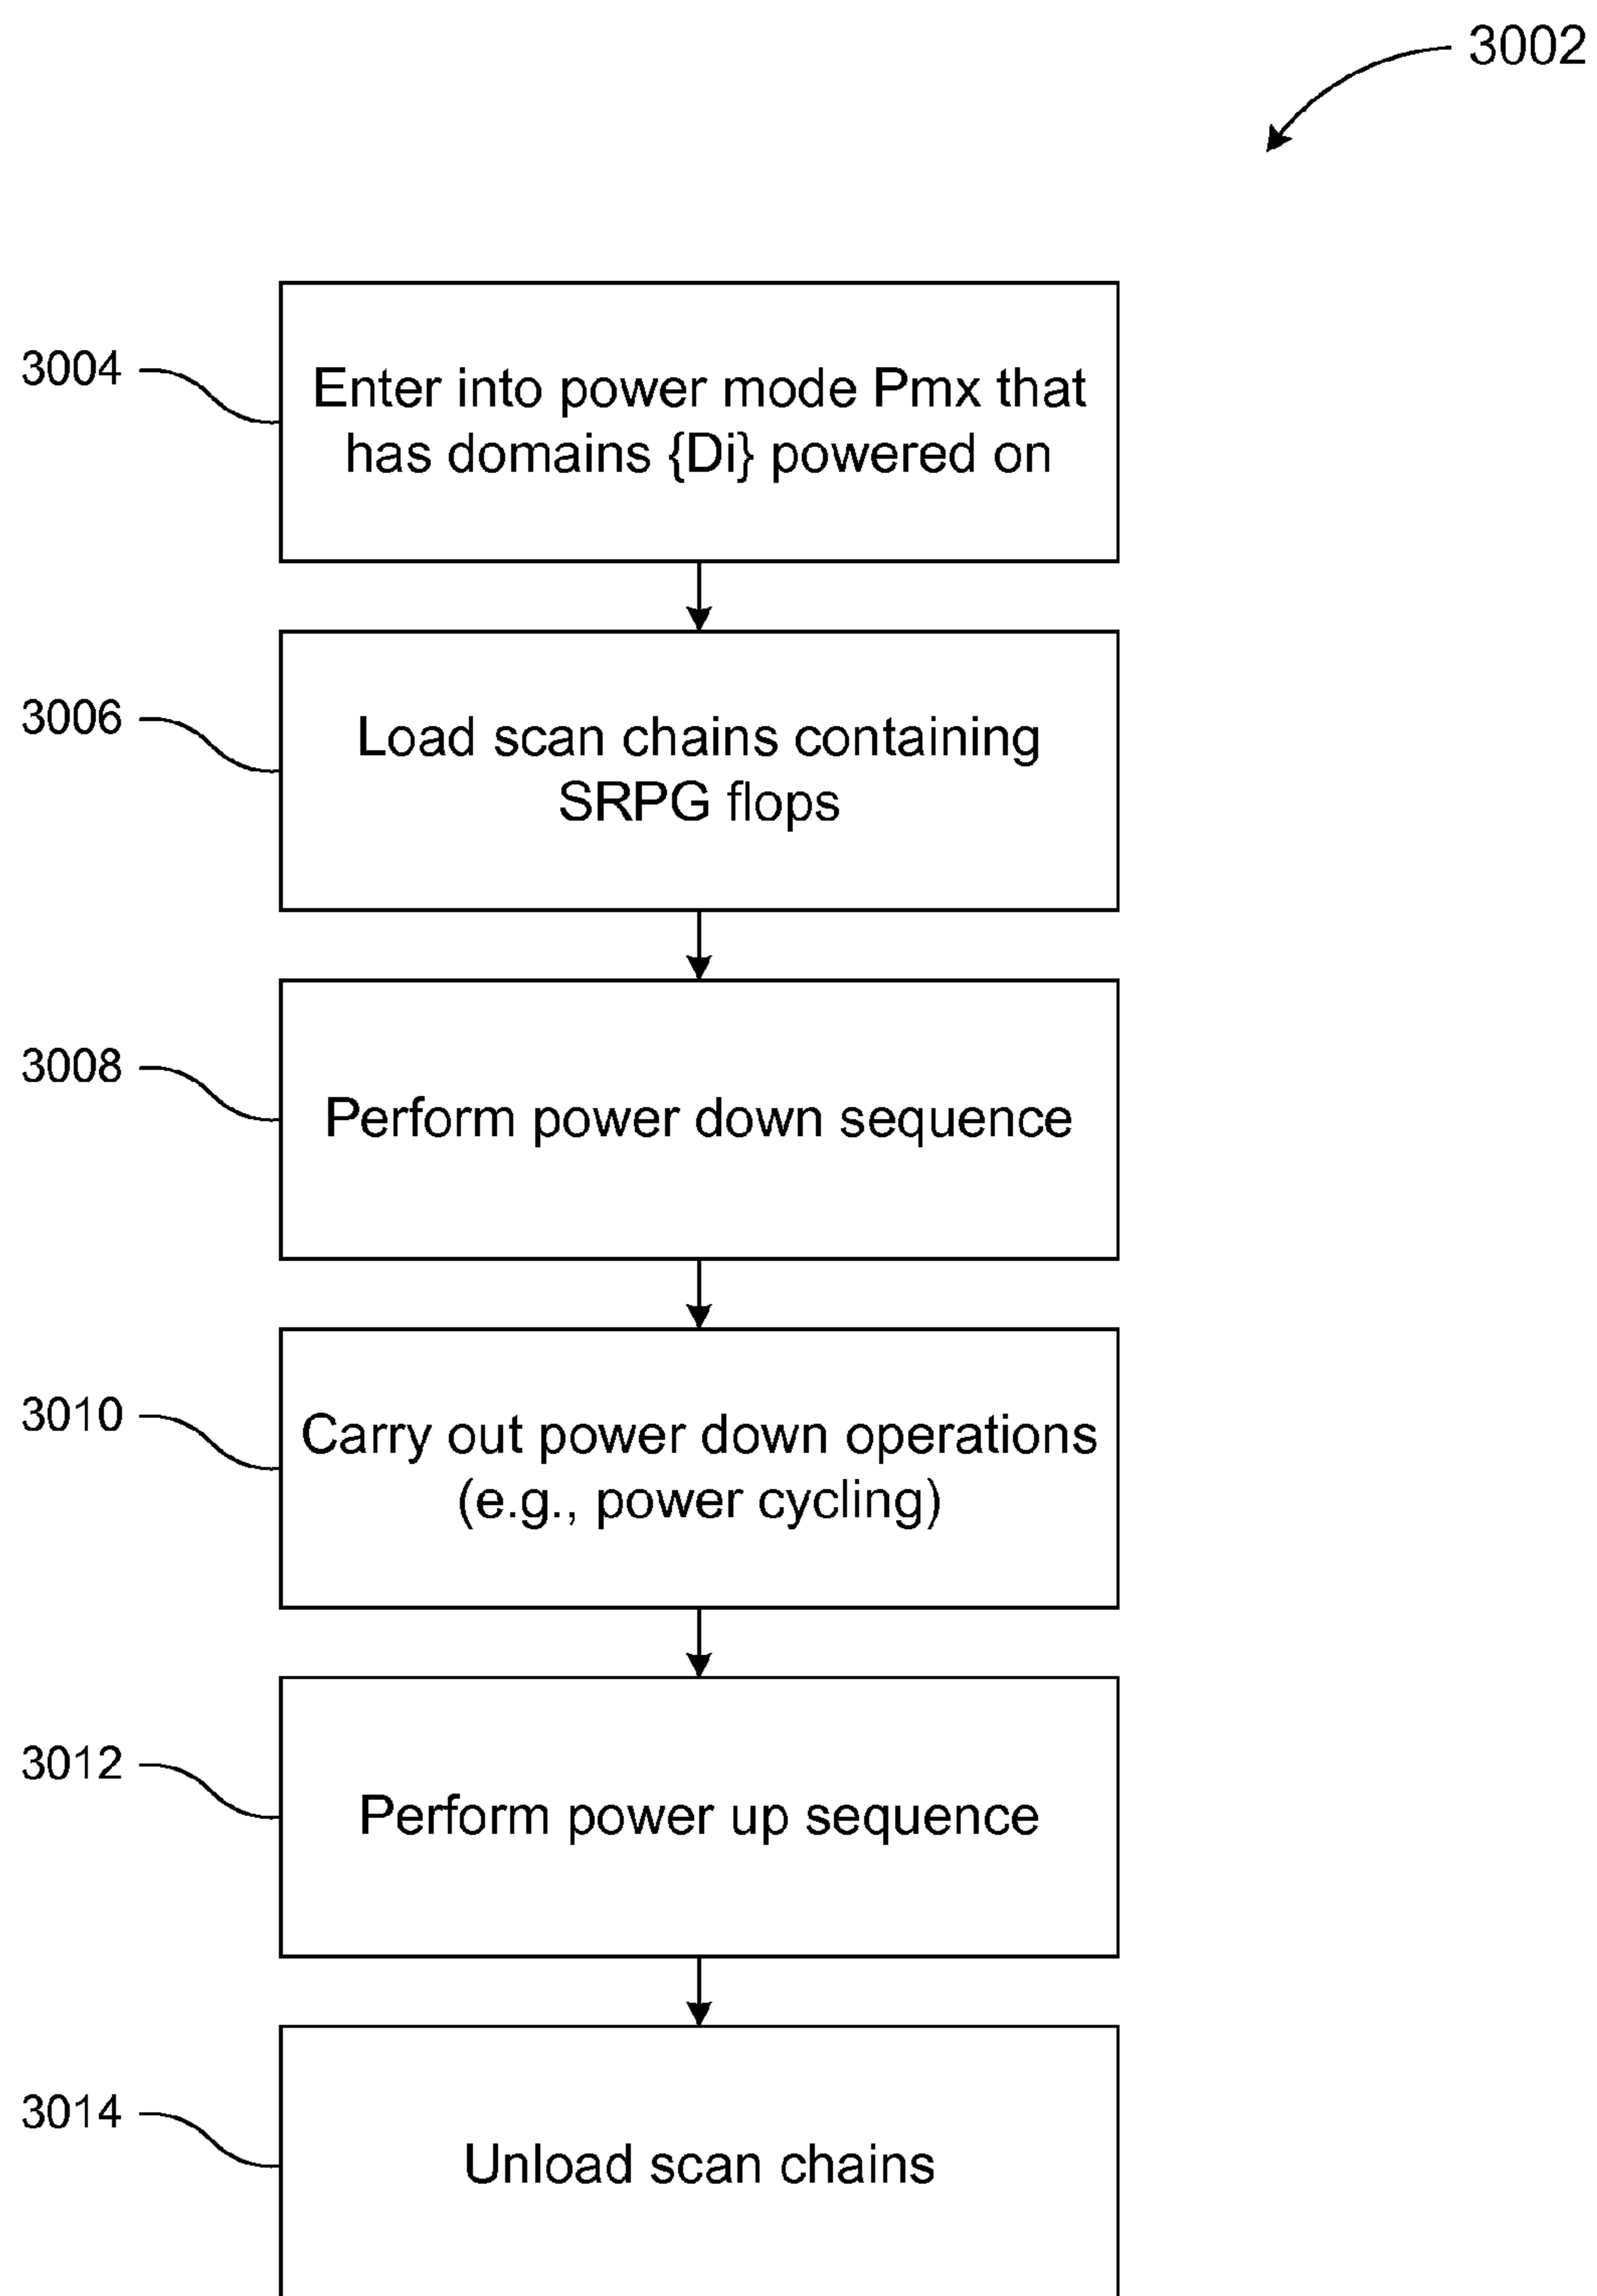 3002
3004
Enter into power mode Pmx that
has domains {Di} powered on
3006
Load scan chains containing
SRPG flops
3008
Perform power down sequence
3010
Carry out power down operations
(e.g., power cycling)
3012
Perform power up sequence
3014
Unload scan chains